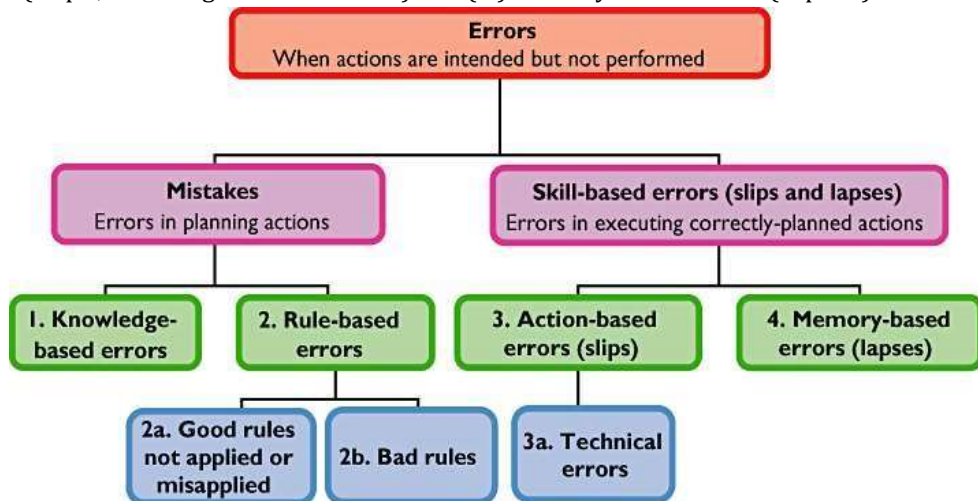 Errors
When actions are intended but not performed
Mistakes
Errors in planning actions
Skill-based errors (slips and lapses)
Errors in executing correctly-planned actions
1. Knowledge-
based errors
2. Rule-based
errors
3. Action-based
errors (slips)
4. Memory-based
errors (lapses)
2a. Good rules
not applied or
misapplied
2b. Bad rules
3a. Technical
errors